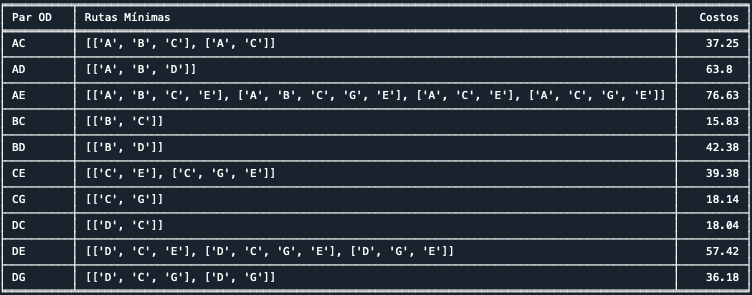 Par OD Rutas Mínimas Costos
AC [['A', 'B', 'C'], ['A', 'C']] 37.25
AD [['A', 'B', 'D']] 63.8
AE [['A', 'B', 'C', 'E'], ['A', 'B', 'C', 'G', 'E'], ['A', 'C', 'E'], ['A', 'C', 'G', 'E']] 76.63
BC [['B', 'C']] 15.83
BD [['B', 'D']] 42.38
CE [['C', 'E'], ['C', 'G', 'E']] 39.38
CG [['C', 'G']] 18.14
DC [['D', 'C']] 18.04
DE [['D', 'C', 'E'], ['D', 'C', 'G', 'E'], ['D', 'G', 'E']] 57.42
DG [['D', 'C', 'G'], ['D', 'G']] 36.18